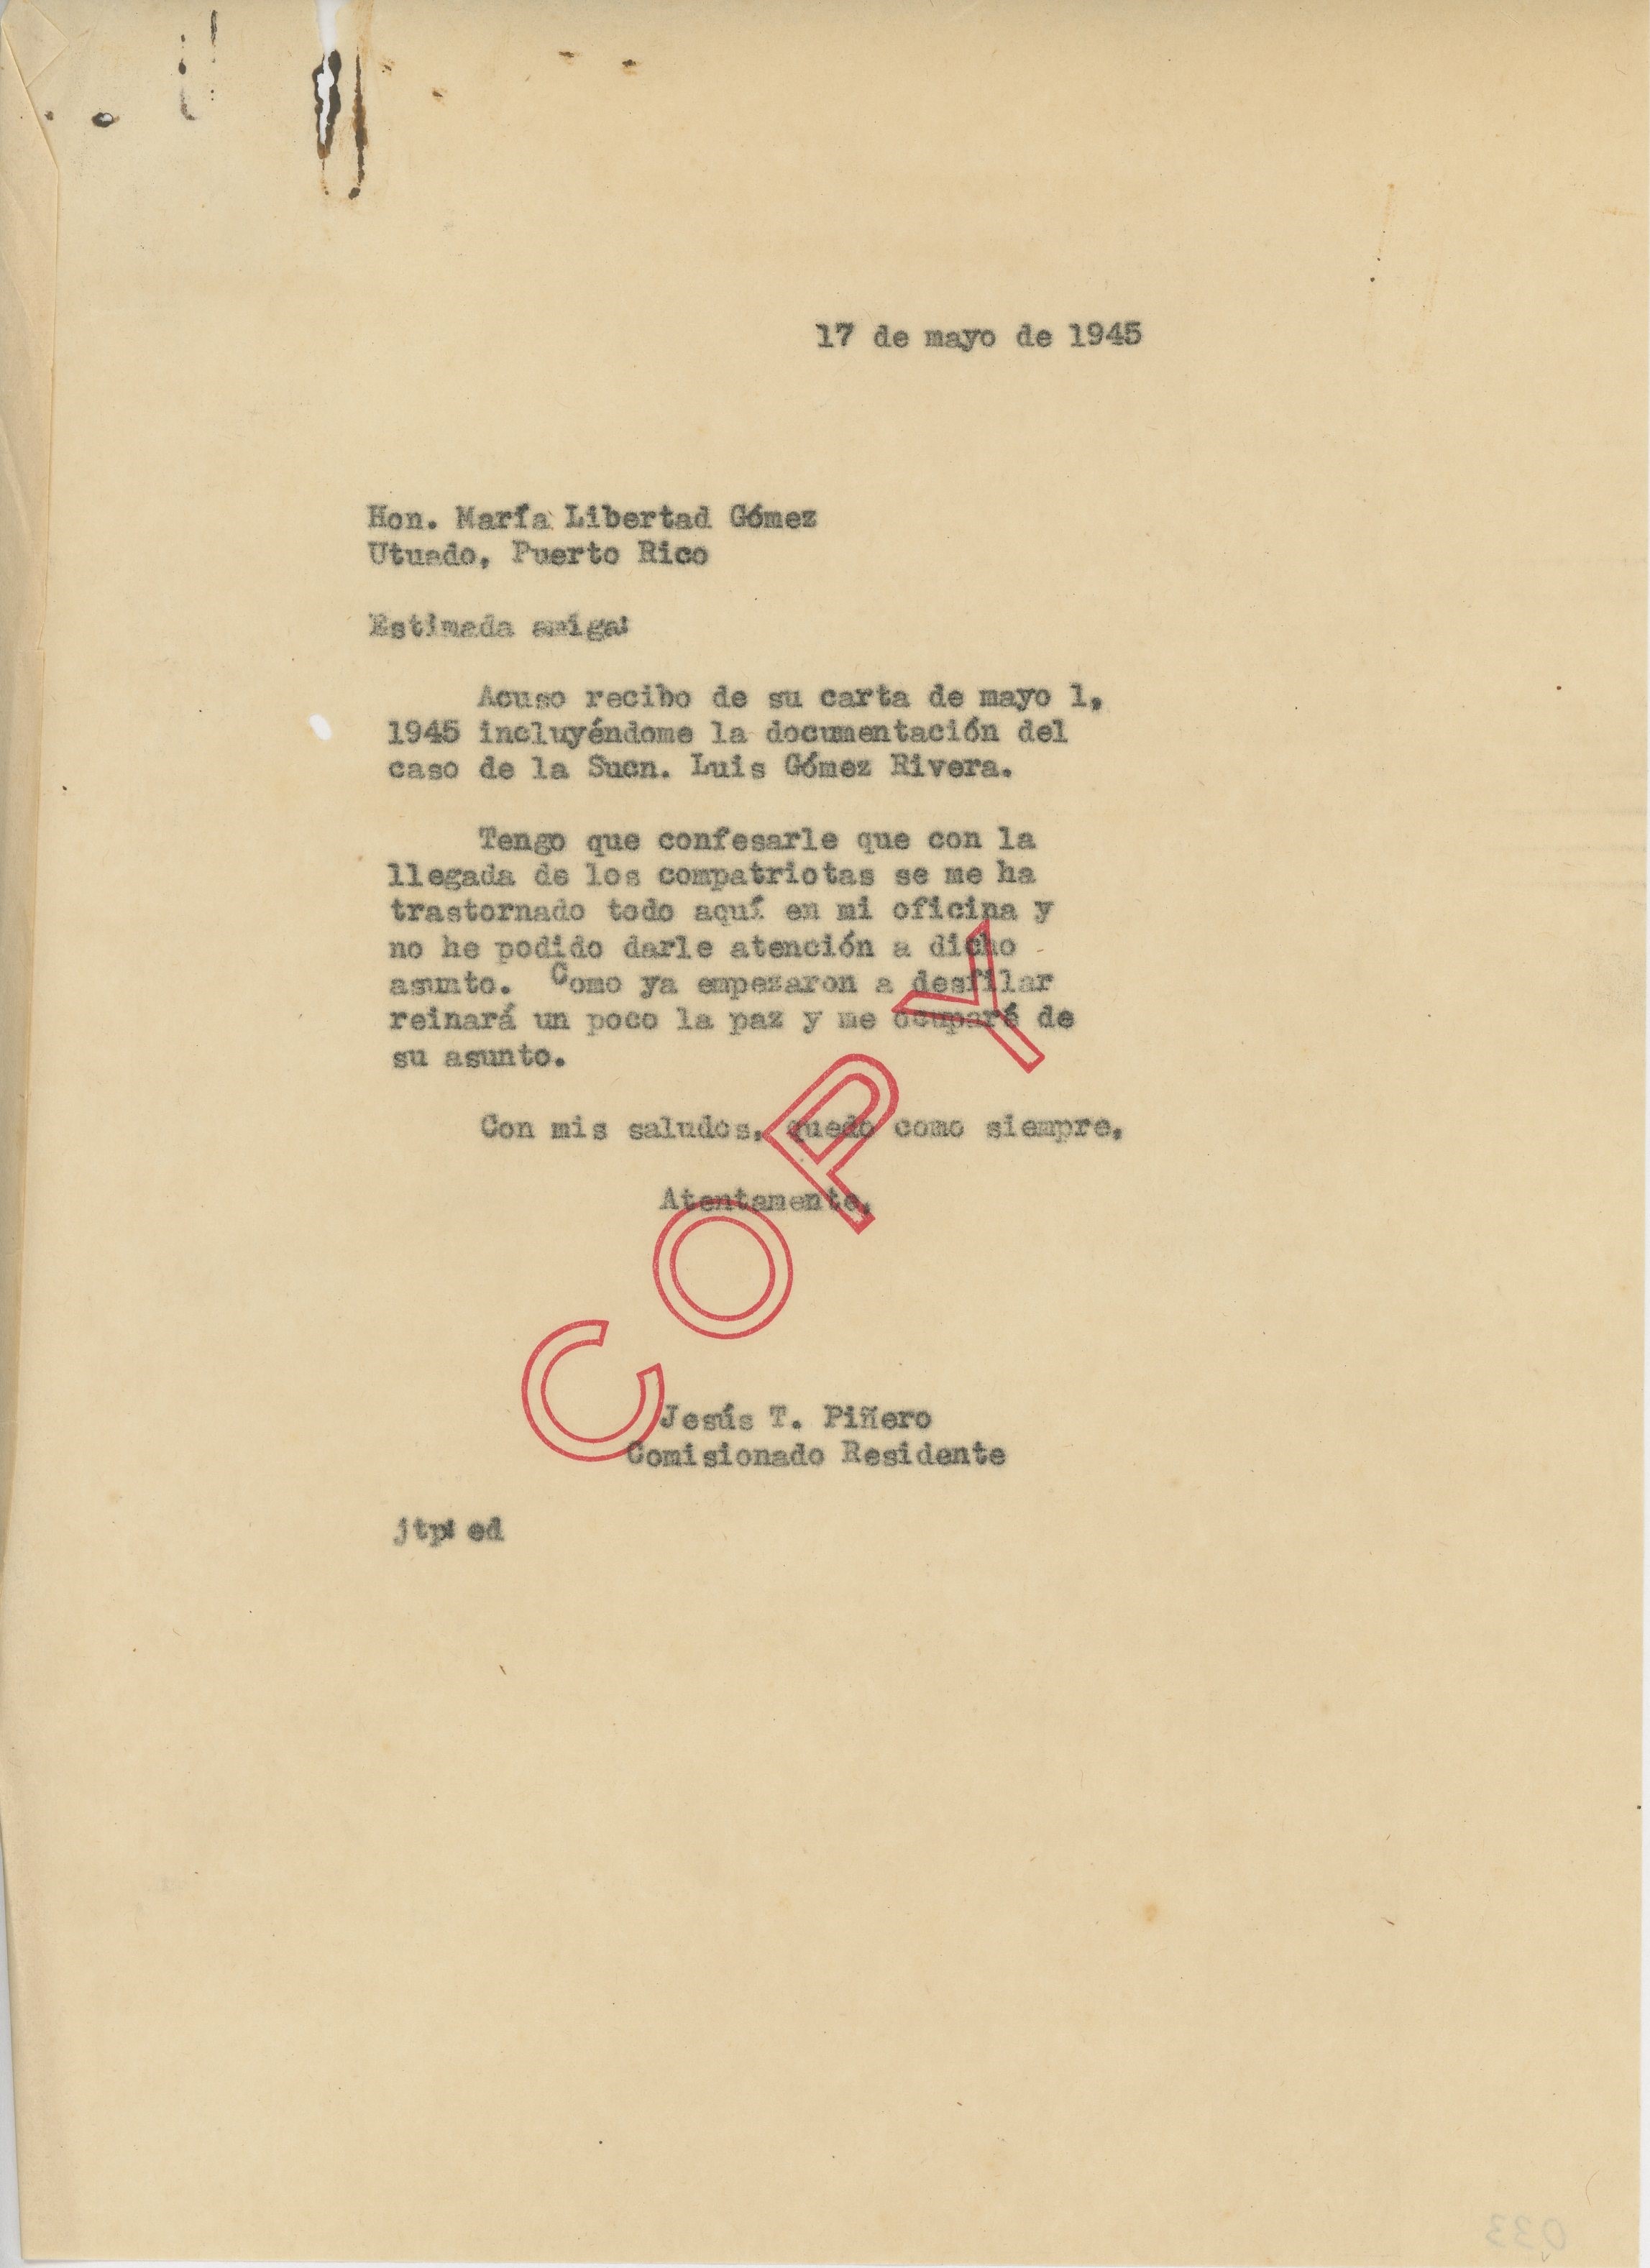 17 de mayo de 1945
Hon. María Libertad Gómez
Utuado, Puerto Rico
Estimada amiga:
Acuso recibo de su carta de mayo 1,
1945 incluyéndome la documentación del
caso de la Sucn. Luis Gómez Rivera.
Tengo que confesarle que con la
llegada de los compatriotas se me ha
trastornado todo aquí en mi oficina y
no he podido darle atención a dicho
asunto. Como ya empezaron a desfilar
reinará un poco la paz y me ocuparé de
su asunto.
Con mis saludos, quedo como siempre,
Atentamente,
COPY
Jesús T. Piñero
Comisionado Residente
jtp: ed
033